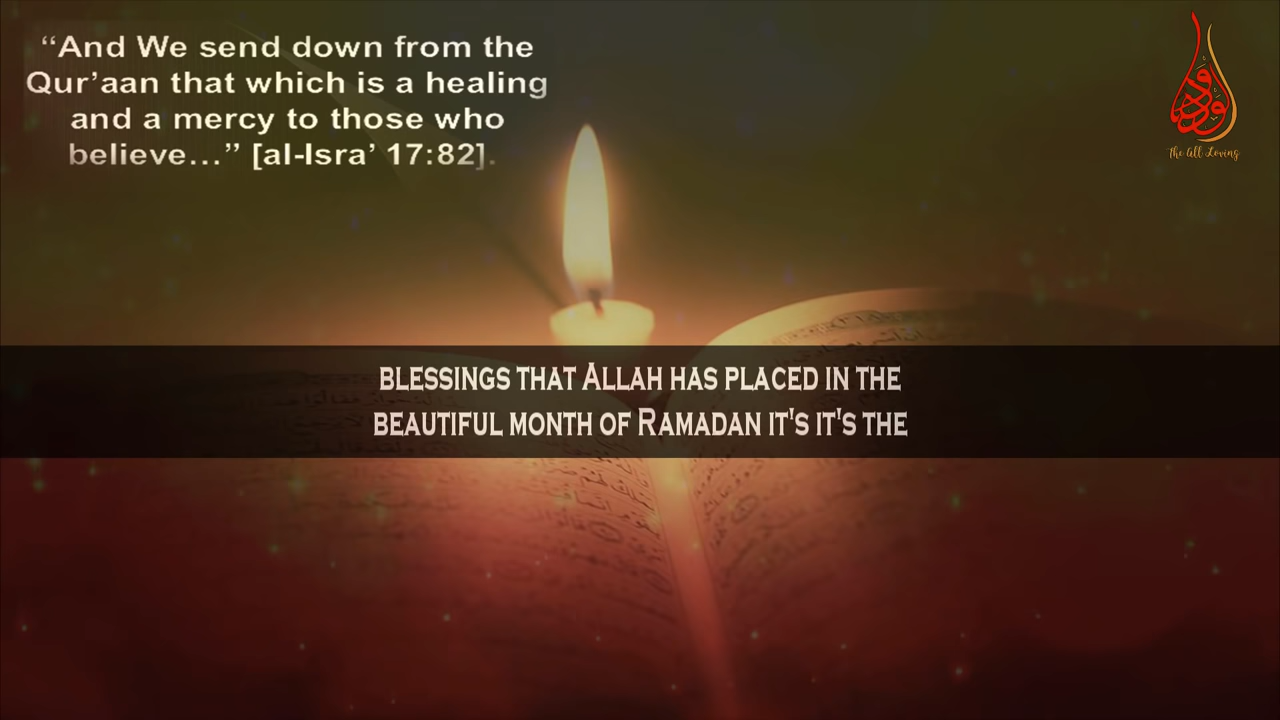 “And We send down from the
Qur’aan that which is a healing
and a mercy to those who
believe…” [al-Isra’ 17:82].
الودود
The All Loving
BLESSINGS THAT ALLAH HAS PLACED IN THE
BEAUTIFUL MONTH OF RAMADAN IT'S IT'S THE